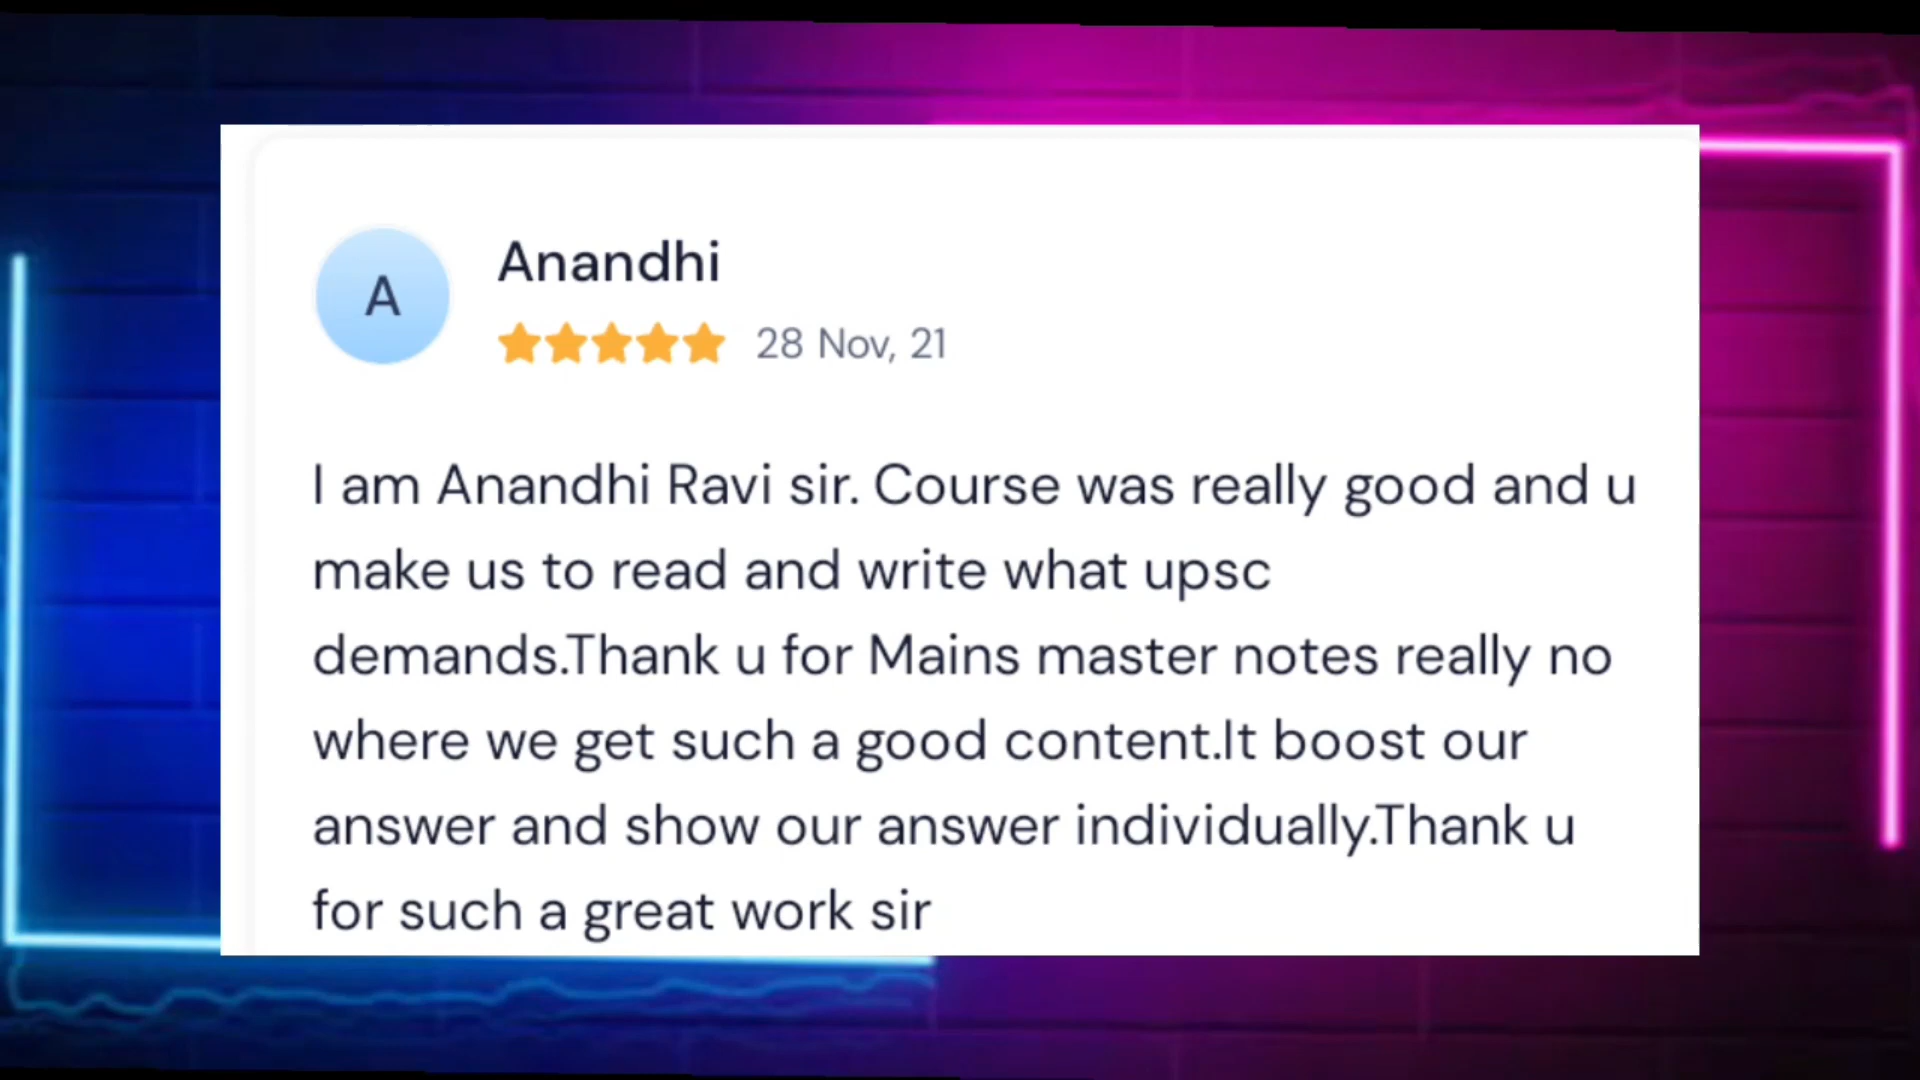 A
Anandhi
28 Nov, 21
I am Anandhi Ravi sir. Course was really good and u
make us to read and write what upsc
demands.Thank u for Mains master notes really no
where we get such a good content.It boost our
answer and show our answer individually.Thank u
for such a great work sir